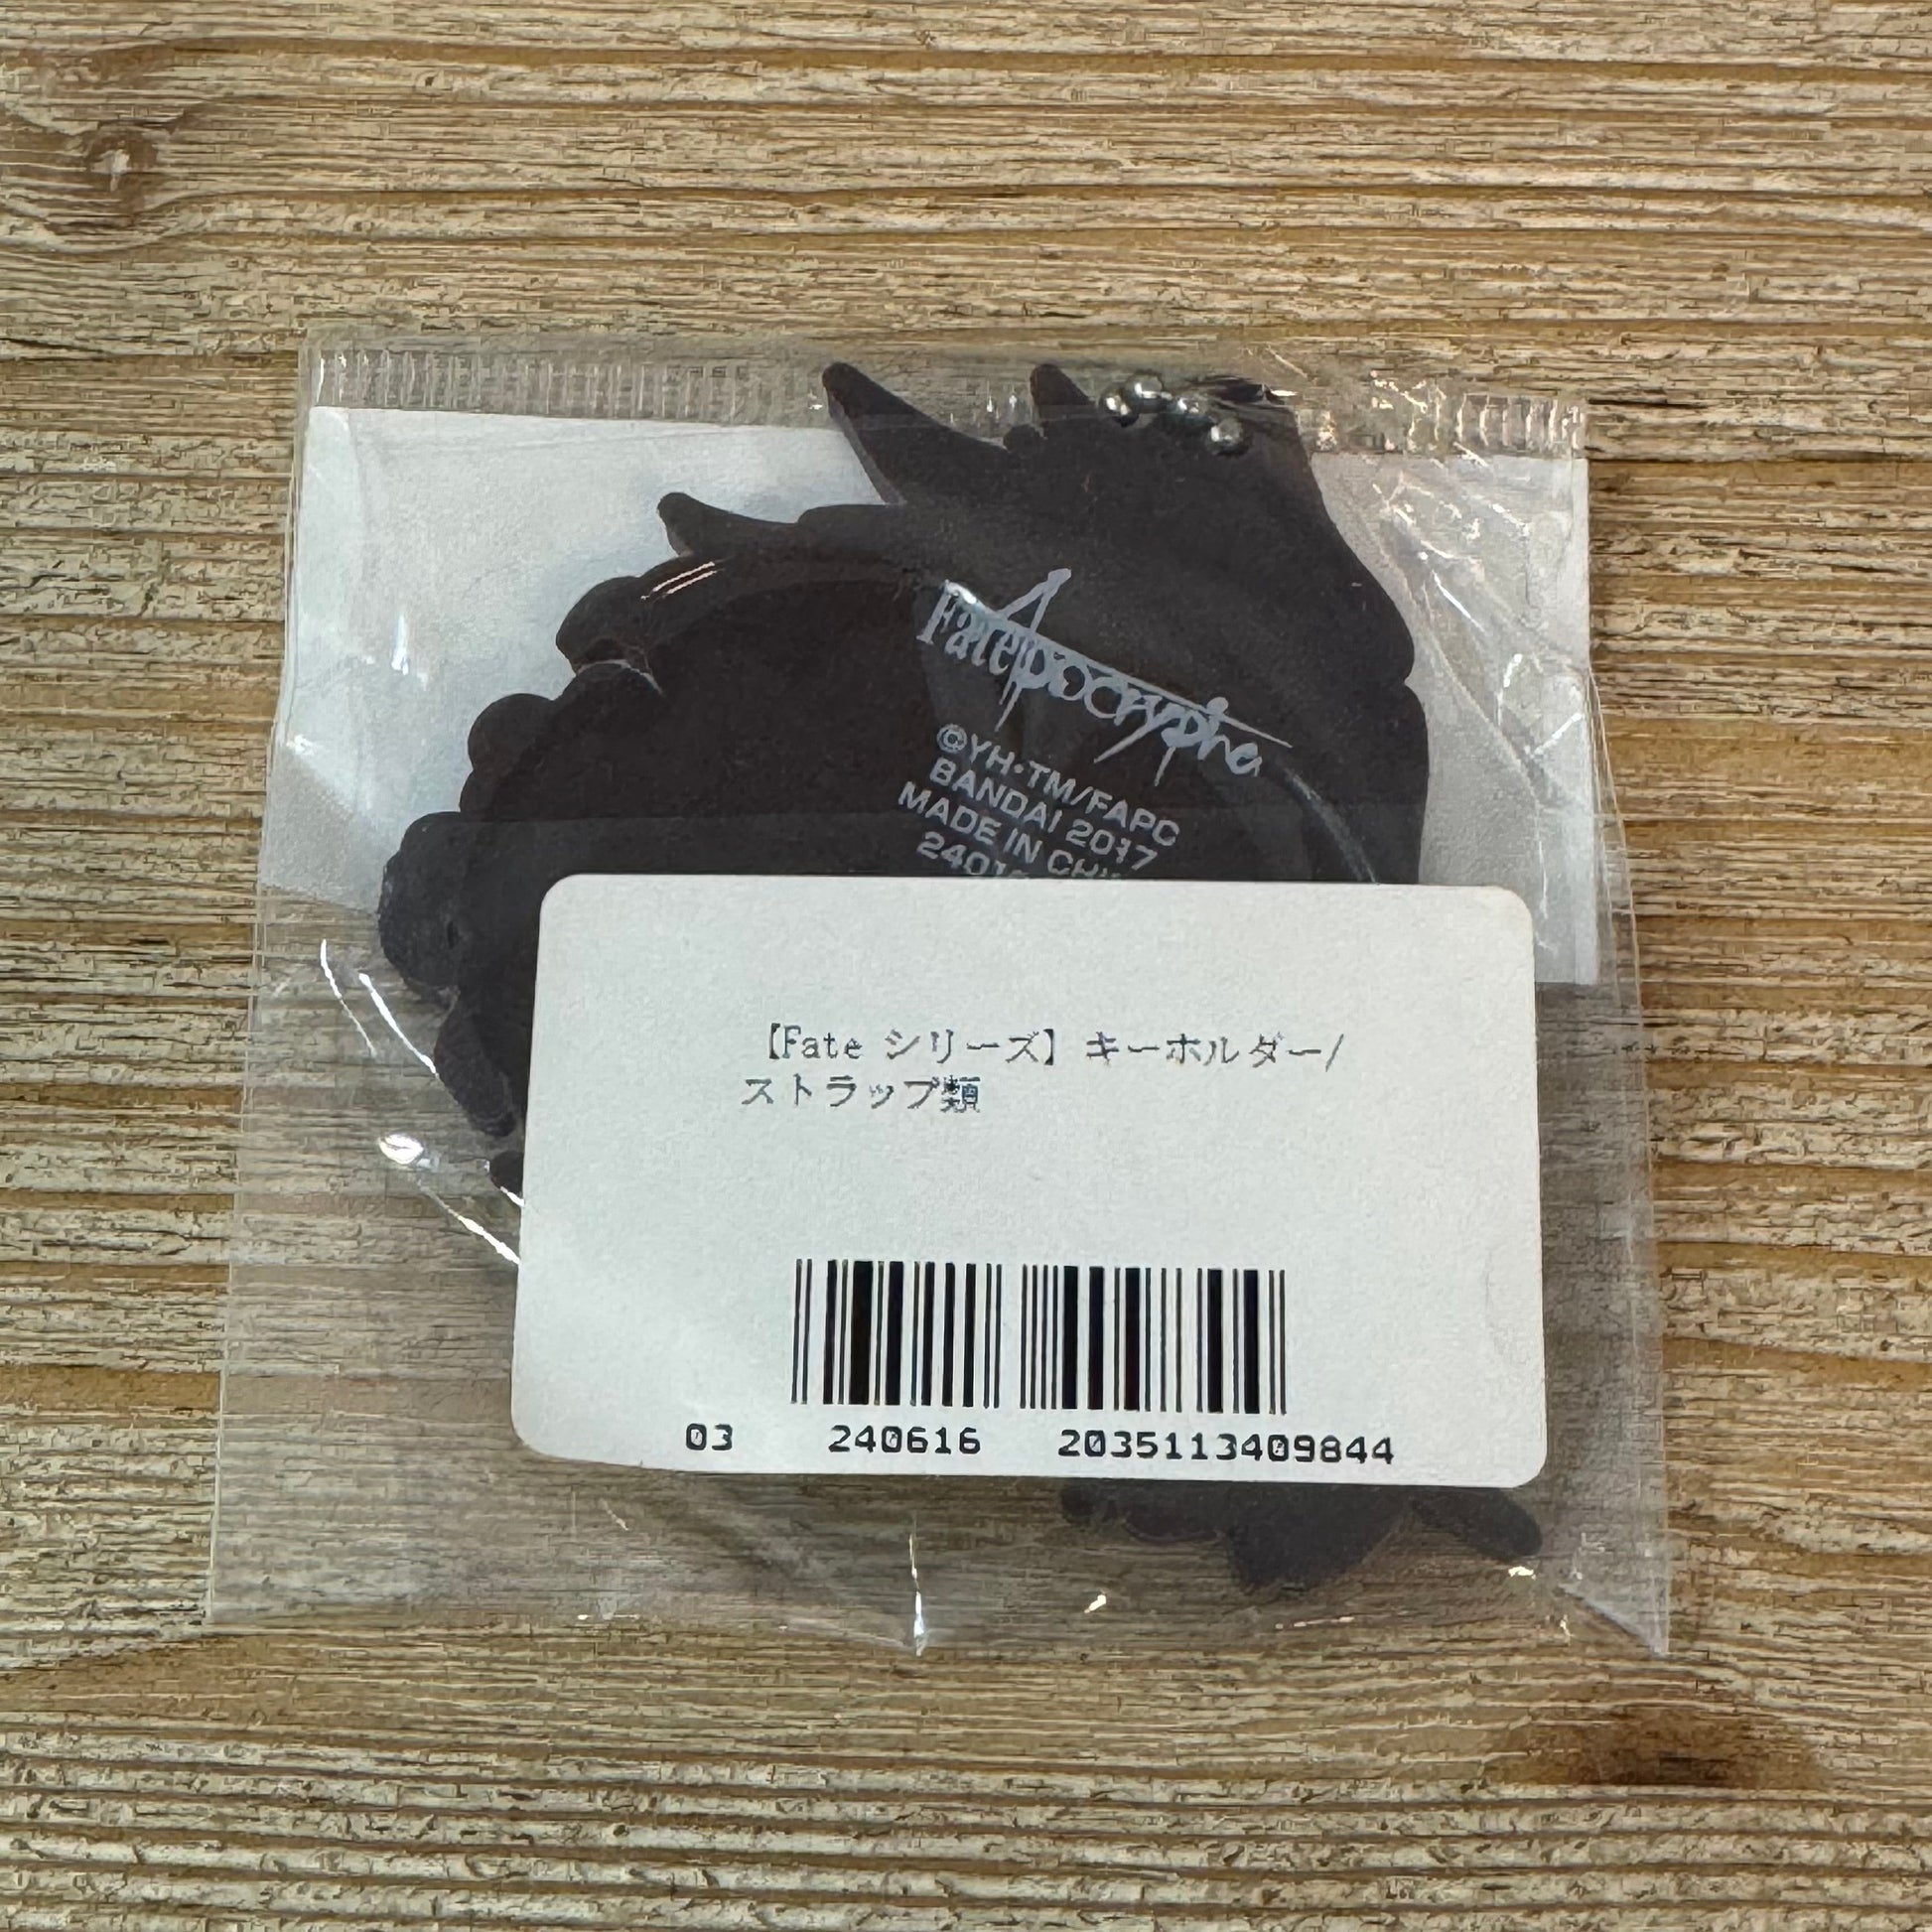 Fate Apocrypha
©YH・TM/FAPC
BANDAI 2017
MADE IN
【Fate シリーズ】キーホルダー/
ストラップ類
03 240616 2035113409844